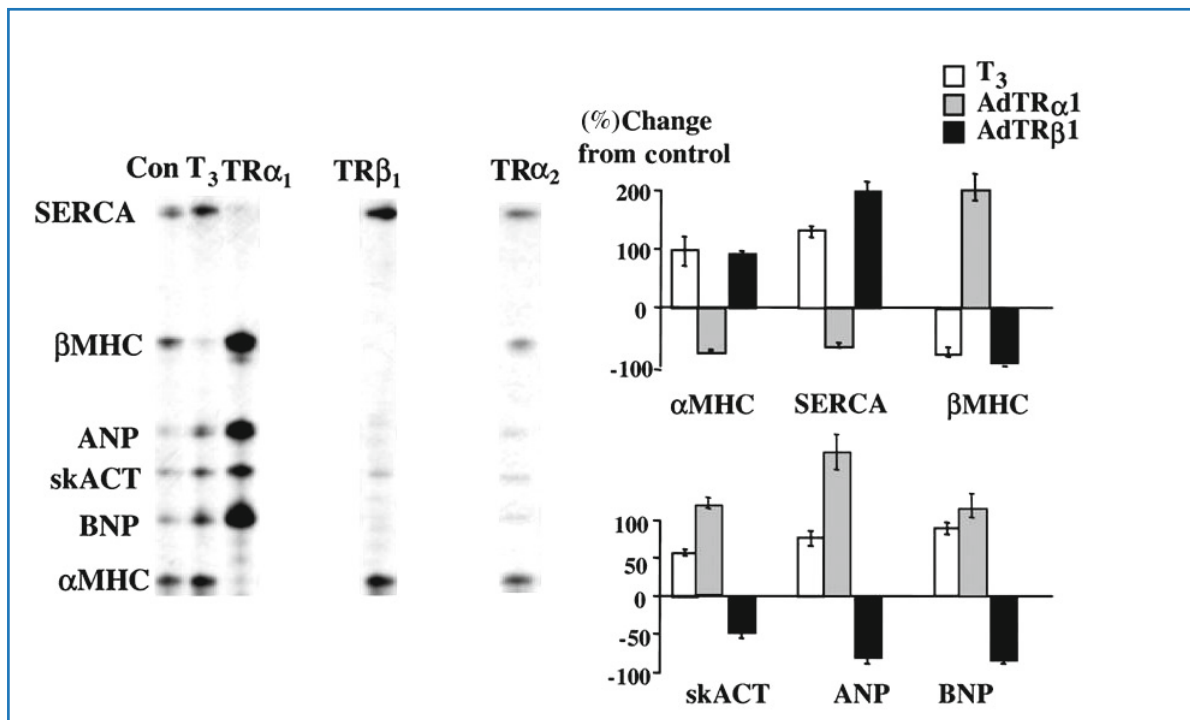 Con T₃ TRα₁ TRβ₁ TRα₂
SERCA
βMHC
ANP
skACT
BNP
αMHC
T₃
AdTRα1
AdTRβ1
(%)Change
from control
200
100
0
-100
αMHC SERCA βMHC
100
50
0
-50
-100
skACT ANP BNP